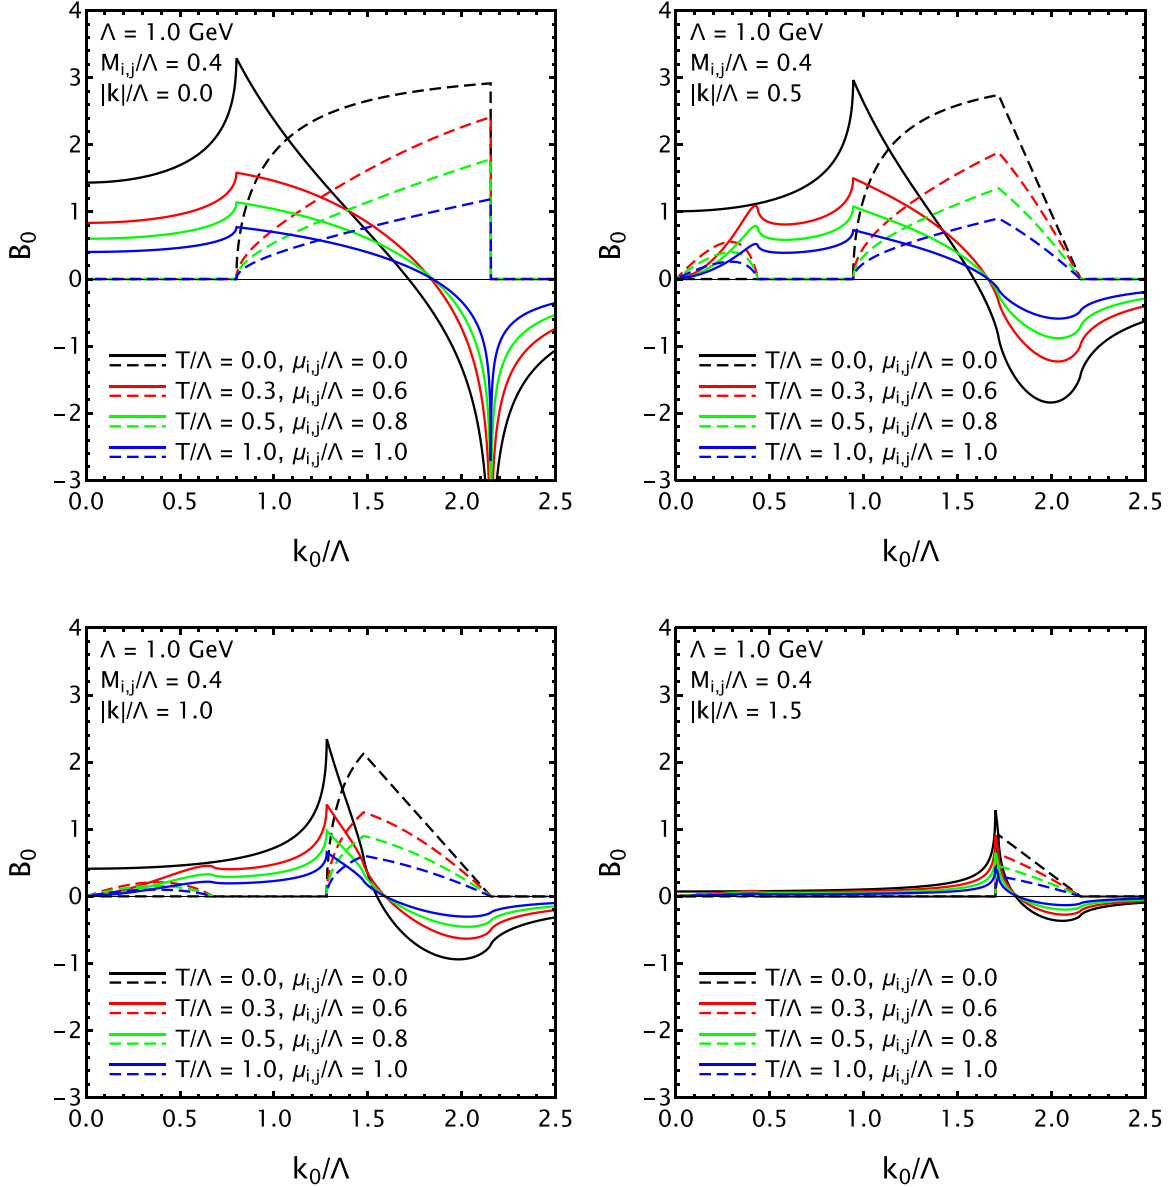 Λ = 1.0 GeV
M_{i,j}/Λ = 0.4
|k|/Λ = 0.0
B_0
4
3
2
1
0
−1
−2
−3
T/Λ = 0.0, μ_{i,j}/Λ = 0.0
T/Λ = 0.3, μ_{i,j}/Λ = 0.6
T/Λ = 0.5, μ_{i,j}/Λ = 0.8
T/Λ = 1.0, μ_{i,j}/Λ = 1.0
0.0 0.5 1.0 1.5 2.0 2.5
k_0/Λ
Λ = 1.0 GeV
M_{i,j}/Λ = 0.4
|k|/Λ = 0.5
B_0
4
3
2
1
0
−1
−2
−3
T/Λ = 0.0, μ_{i,j}/Λ = 0.0
T/Λ = 0.3, μ_{i,j}/Λ = 0.6
T/Λ = 0.5, μ_{i,j}/Λ = 0.8
T/Λ = 1.0, μ_{i,j}/Λ = 1.0
0.0 0.5 1.0 1.5 2.0 2.5
k_0/Λ
Λ = 1.0 GeV
M_{i,j}/Λ = 0.4
|k|/Λ = 1.0
B_0
4
3
2
1
0
−1
−2
−3
T/Λ = 0.0, μ_{i,j}/Λ = 0.0
T/Λ = 0.3, μ_{i,j}/Λ = 0.6
T/Λ = 0.5, μ_{i,j}/Λ = 0.8
T/Λ = 1.0, μ_{i,j}/Λ = 1.0
0.0 0.5 1.0 1.5 2.0 2.5
k_0/Λ
Λ = 1.0 GeV
M_{i,j}/Λ = 0.4
|k|/Λ = 1.5
B_0
4
3
2
1
0
−1
−2
−3
T/Λ = 0.0, μ_{i,j}/Λ = 0.0
T/Λ = 0.3, μ_{i,j}/Λ = 0.6
T/Λ = 0.5, μ_{i,j}/Λ = 0.8
T/Λ = 1.0, μ_{i,j}/Λ = 1.0
0.0 0.5 1.0 1.5 2.0 2.5
k_0/Λ